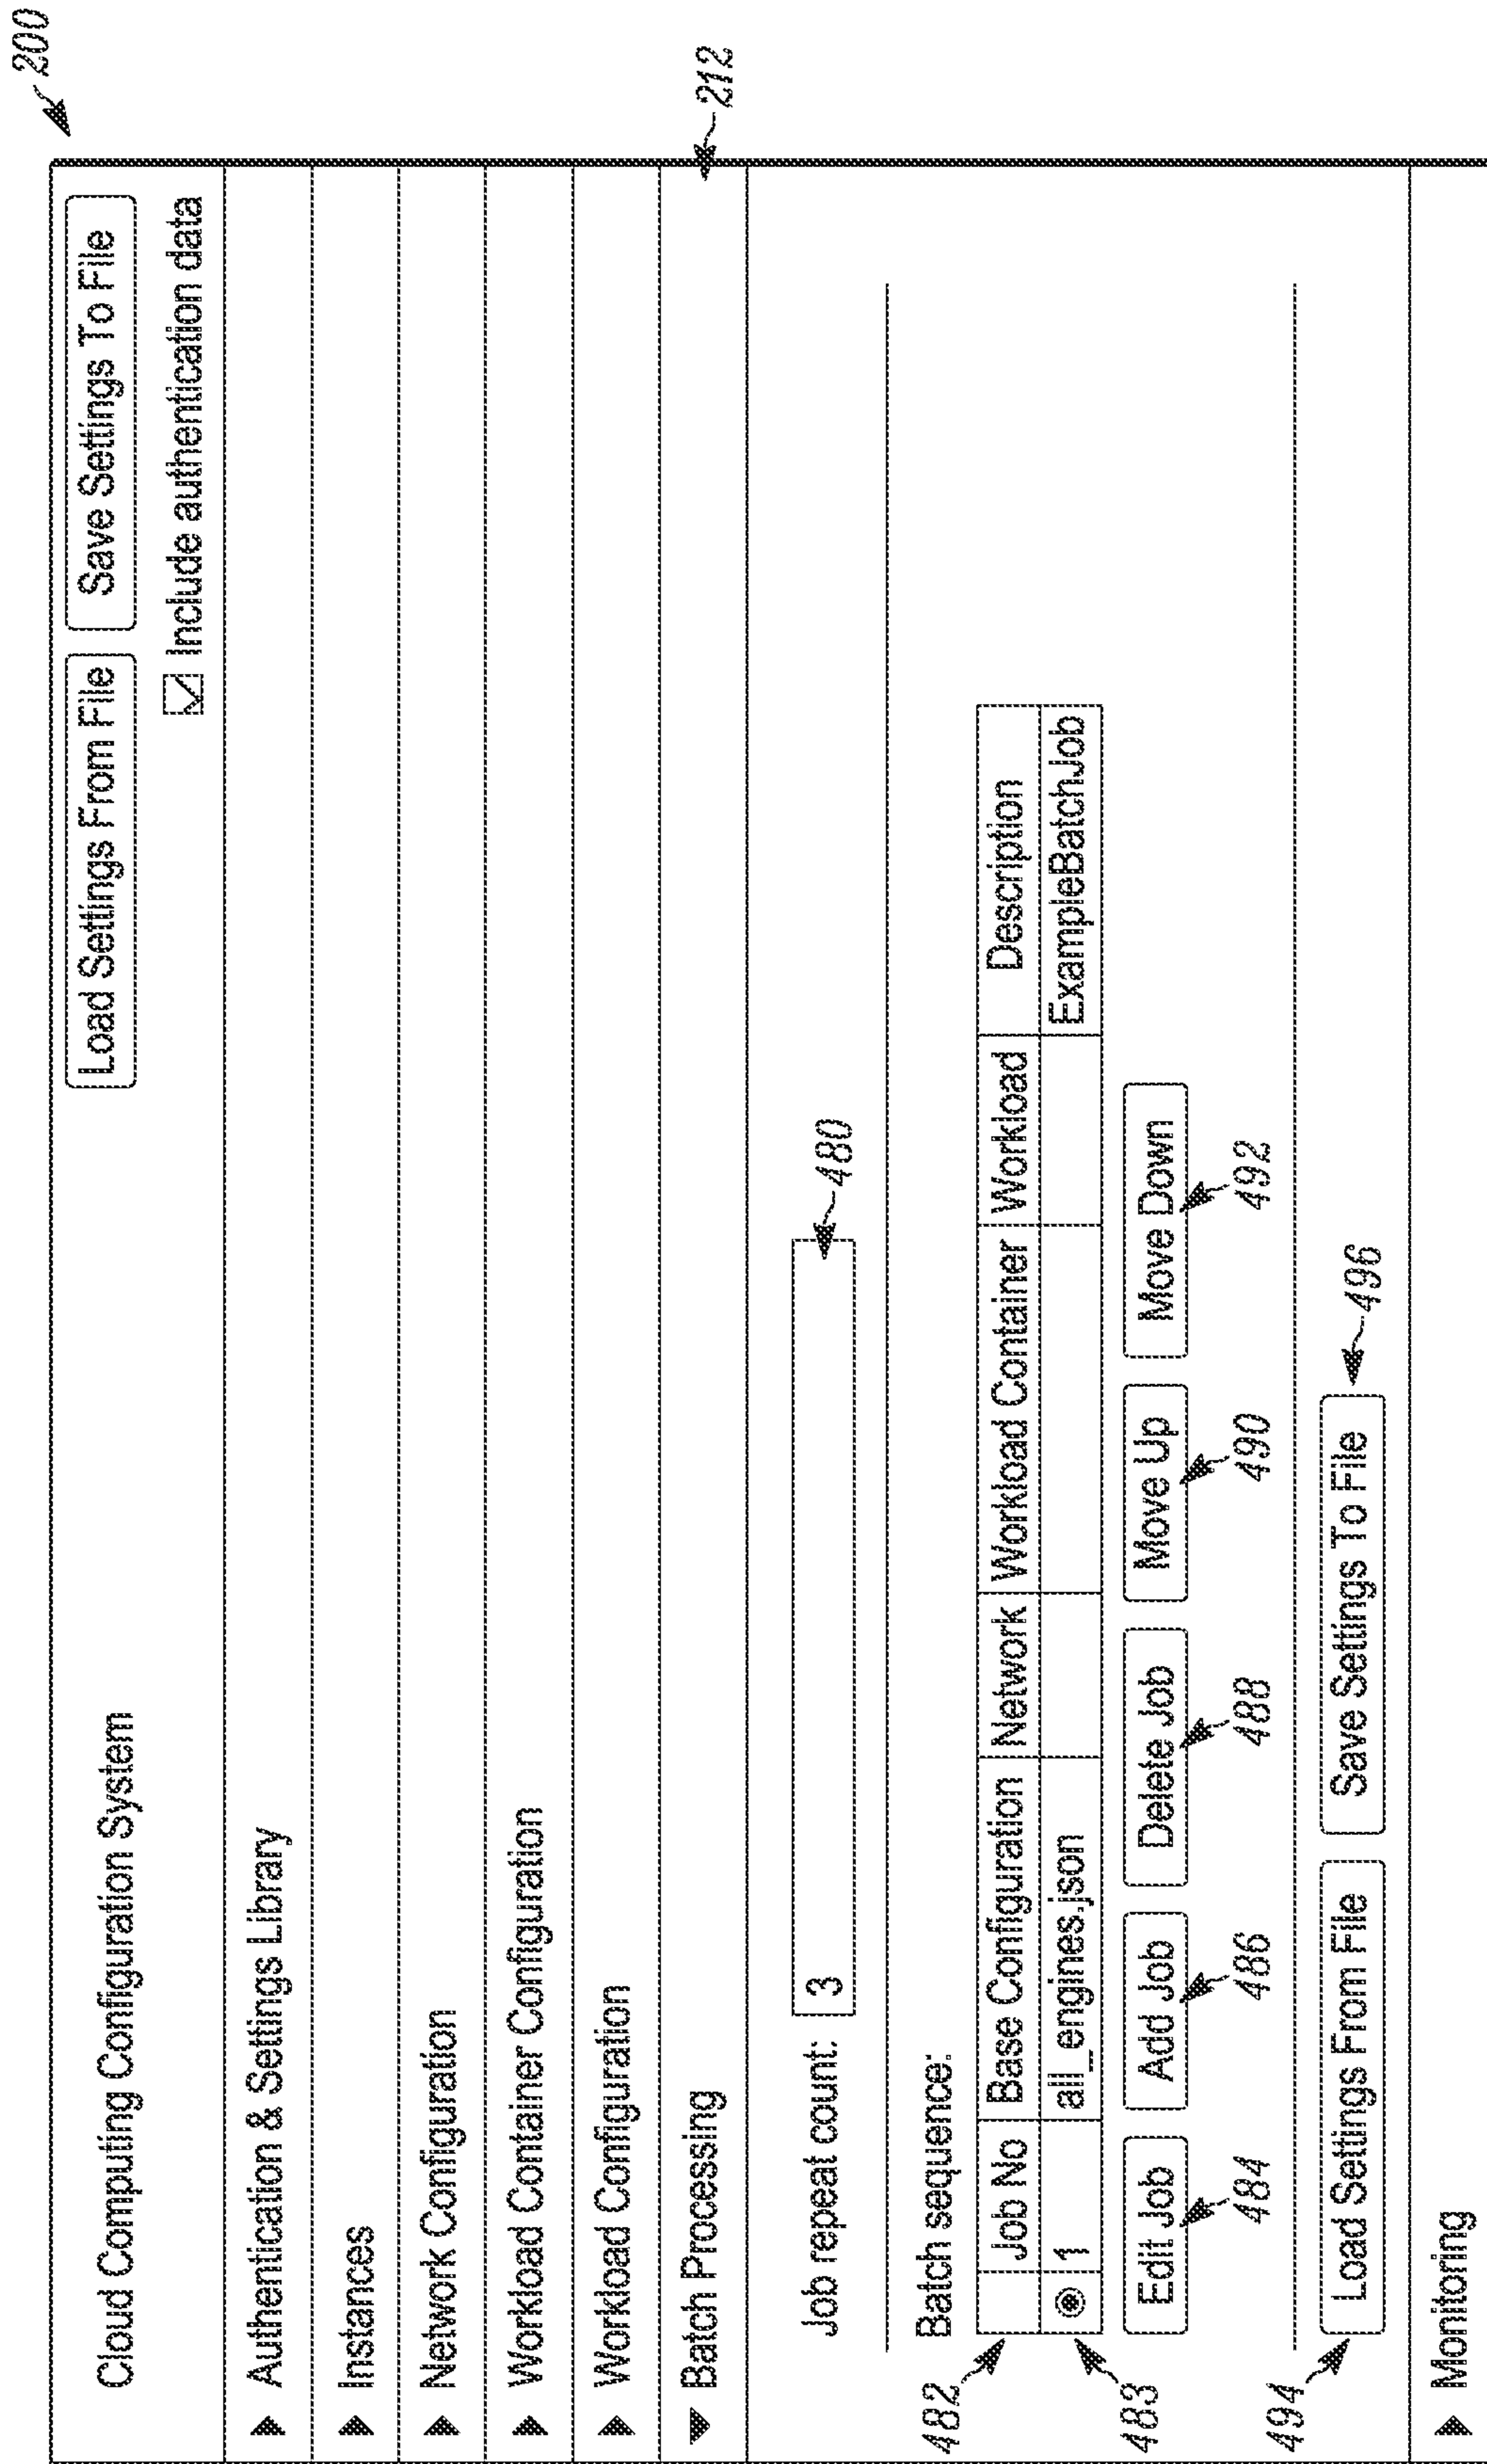 200
Cloud Computing Configuration System
Load Settings From File Save Settings To File
Include authentication data
Authentication & Settings Library
Instances
Network Configuration
Workload Container Configuration
Workload Configuration
Batch Processing
212
Job repeat count: 3
480
Batch sequence:
482
Job No Base Configuration Network Workload Container Workload Description
483
1 all_engines.json ExampleBatchJob
Edit Job Add Job Delete Job Move Up Move Down
484 486 488 490 492
494
Load Settings From File Save Settings To File
496
Monitoring